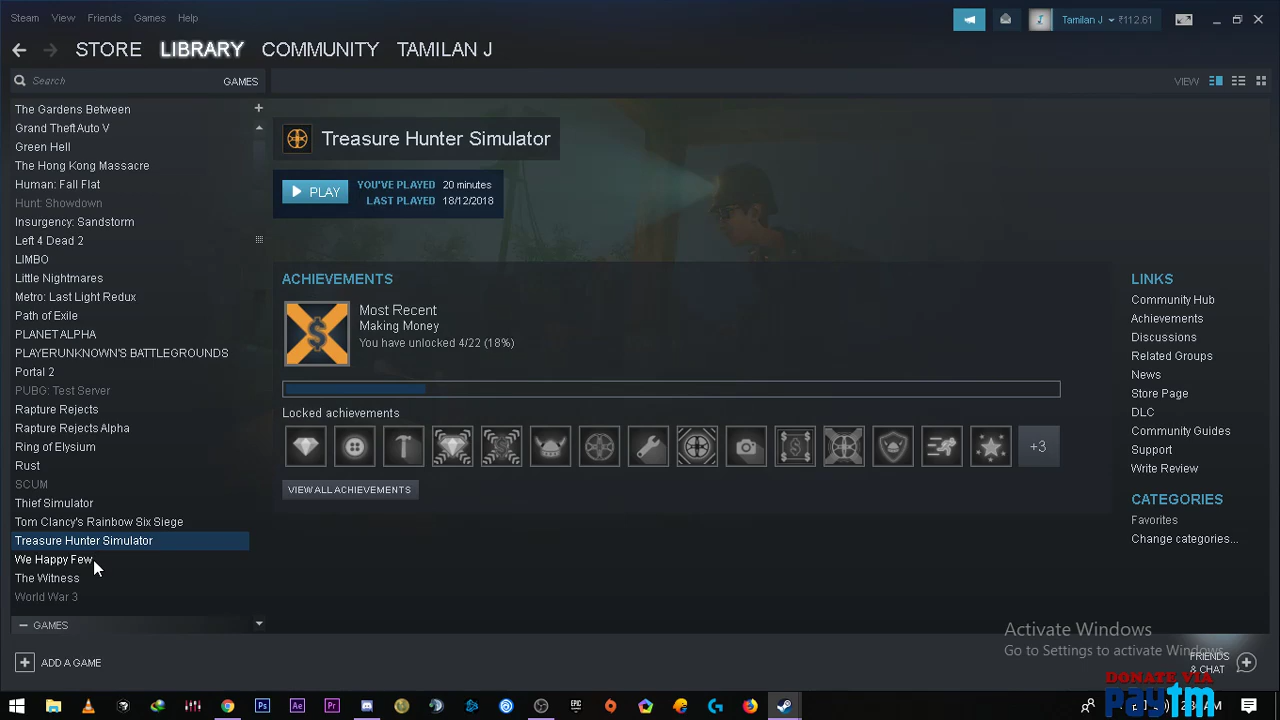 Steam View Friends Games Help
Tamilan J ₹112.61
STORE LIBRARY COMMUNITY TAMILAN J
Search GAMES
VIEW
The Gardens Between
Grand Theft Auto V
Green Hell
The Hong Kong Massacre
Human: Fall Flat
Hunt: Showdown
Insurgency: Sandstorm
Left 4 Dead 2
LIMBO
Little Nightmares
Metro: Last Light Redux
Path of Exile
PLANET ALPHA
PLAYERUNKNOWN'S BATTLEGROUNDS
Portal 2
PUBG: Test Server
Rapture Rejects
Rapture Rejects Alpha
Ring of Elysium
Rust
SCUM
Thief Simulator
Tom Clancy's Rainbow Six Siege
Treasure Hunter Simulator
We Happy Few
The Witness
World War 3
GAMES
ADD A GAME
Treasure Hunter Simulator
PLAY
YOU'VE PLAYED 20 minutes
LAST PLAYED 18/12/2018
ACHIEVEMENTS
Most Recent
Making Money
You have unlocked 4/22 (18%)
Locked achievements
+3
VIEW ALL ACHIEVEMENTS
LINKS
Community Hub
Achievements
Discussions
Related Groups
News
Store Page
DLC
Community Guides
Support
Write Review
CATEGORIES
Favorites
Change categories...
Activate Windows
Go to Settings to activate Windows.
FRIENDS
& CHAT
DONATE VIA
paytm
Ps Ae Pr
EPIC